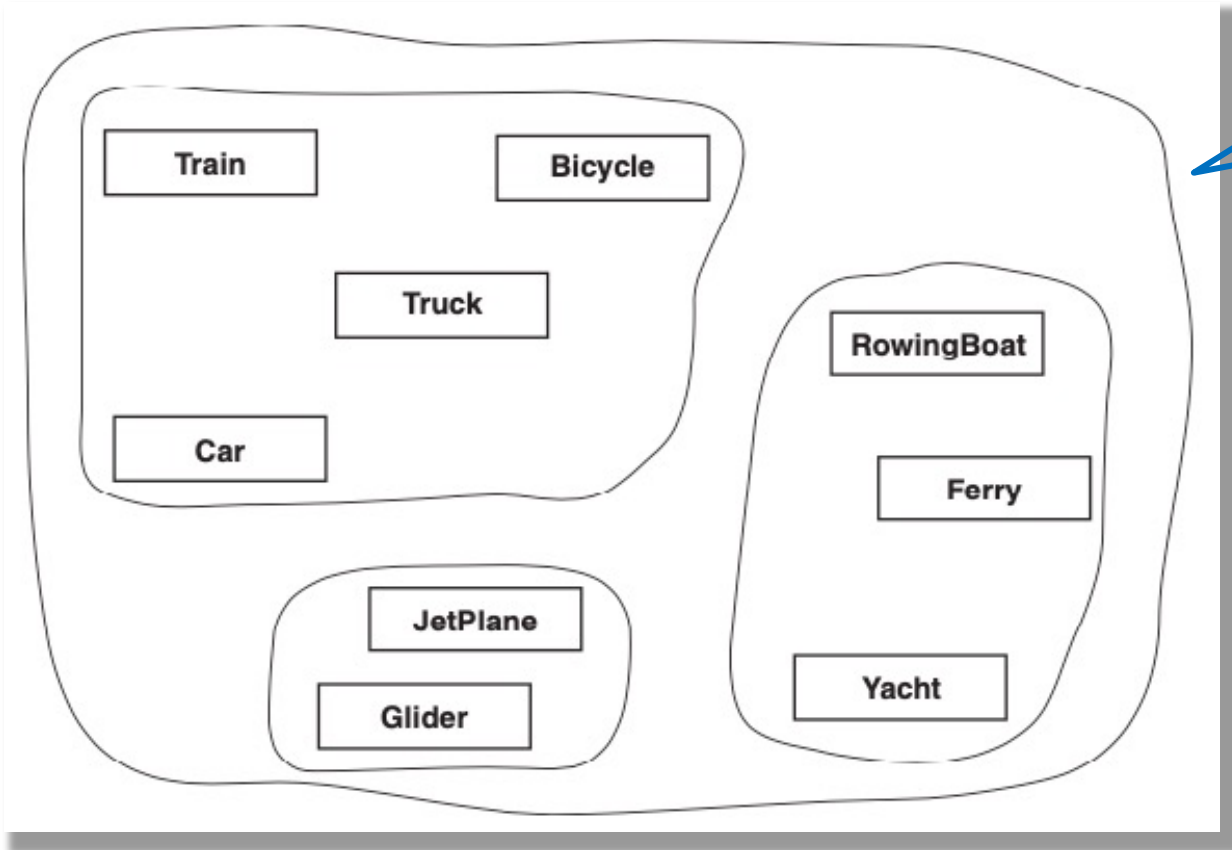 Train
Bicycle
Truck
RowingBoat
Car
Ferry
JetPlane
Yacht
Glider